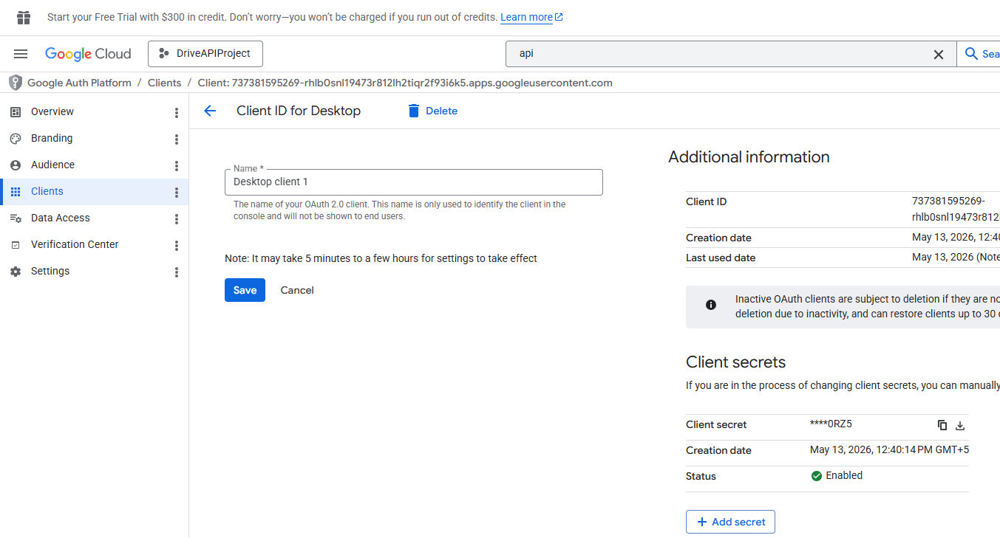 Start your Free Trial with $300 in credit. Don't worry—you won't be charged if you run out of credits. Learn more
Google Cloud
DriveAPIProject
api
Sea
Google Auth Platform / Clients / Client: 737381595269-rhlb0snl19473r812lh2tiqr2f93i6k5.apps.googleusercontent.com
Overview
Branding
Audience
Clients
Data Access
Verification Center
Settings
Client ID for Desktop
Delete
Name *
Desktop client 1
The name of your OAuth 2.0 client. This name is only used to identify the client in the
console and will not be shown to end users.
Note: It may take 5 minutes to a few hours for settings to take effect
Save
Cancel
Additional information
Client ID
737381595269-
rhlb0snl19473r812
Creation date
May 13, 2026, 12:40
Last used date
May 13, 2026 (Note
Inactive OAuth clients are subject to deletion if they are no
deletion due to inactivity, and can restore clients up to 30
Client secrets
If you are in the process of changing client secrets, you can manually
Client secret
****0RZ5
Creation date
May 13, 2026, 12:40:14 PM GMT+5
Status
Enabled
Add secret